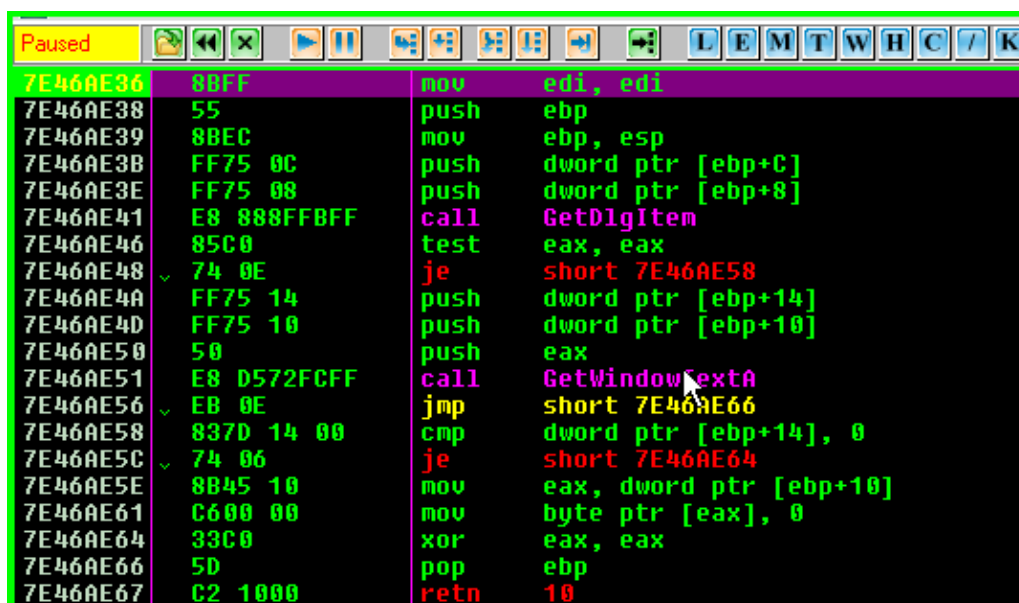 Paused L E M T W H C / K
7E46AE36 8BFF mov edi, edi
7E46AE38 55 push ebp
7E46AE39 8BEC mov ebp, esp
7E46AE3B FF75 0C push dword ptr [ebp+C]
7E46AE3E FF75 08 push dword ptr [ebp+8]
7E46AE41 E8 888FFBFF call GetDlgItem
7E46AE46 85C0 test eax, eax
7E46AE48 74 0E je short 7E46AE58
7E46AE4A FF75 14 push dword ptr [ebp+14]
7E46AE4D FF75 10 push dword ptr [ebp+10]
7E46AE50 50 push eax
7E46AE51 E8 D572FCFF call GetWindowTextA
7E46AE56 EB 0E jmp short 7E46AE66
7E46AE58 837D 14 00 cmp dword ptr [ebp+14], 0
7E46AE5C 74 06 je short 7E46AE64
7E46AE5E 8B45 10 mov eax, dword ptr [ebp+10]
7E46AE61 C600 00 mov byte ptr [eax], 0
7E46AE64 33C0 xor eax, eax
7E46AE66 5D pop ebp
7E46AE67 C2 1000 retn 10